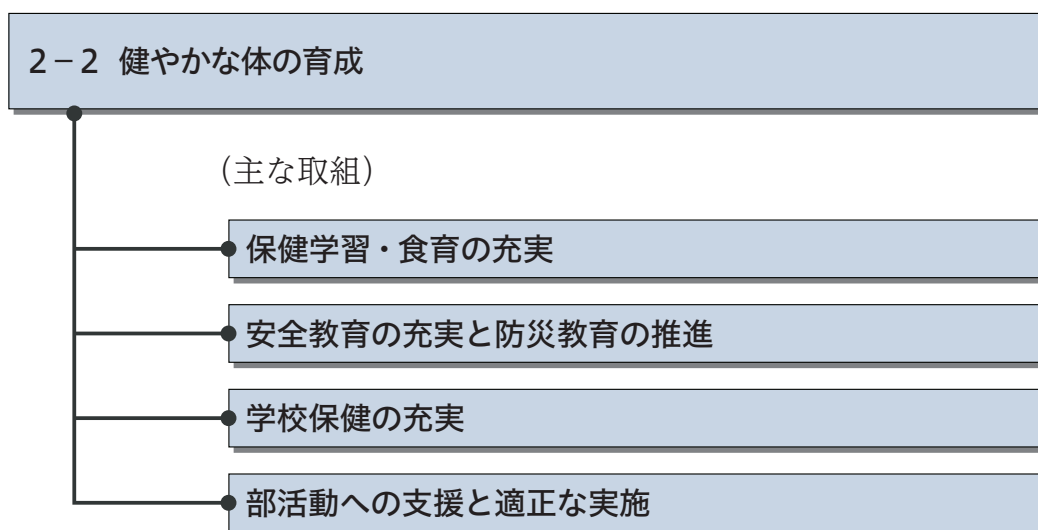 2−2 健やかな体の育成
（主な取組）
保健学習・食育の充実
安全教育の充実と防災教育の推進
学校保健の充実
部活動への支援と適正な実施